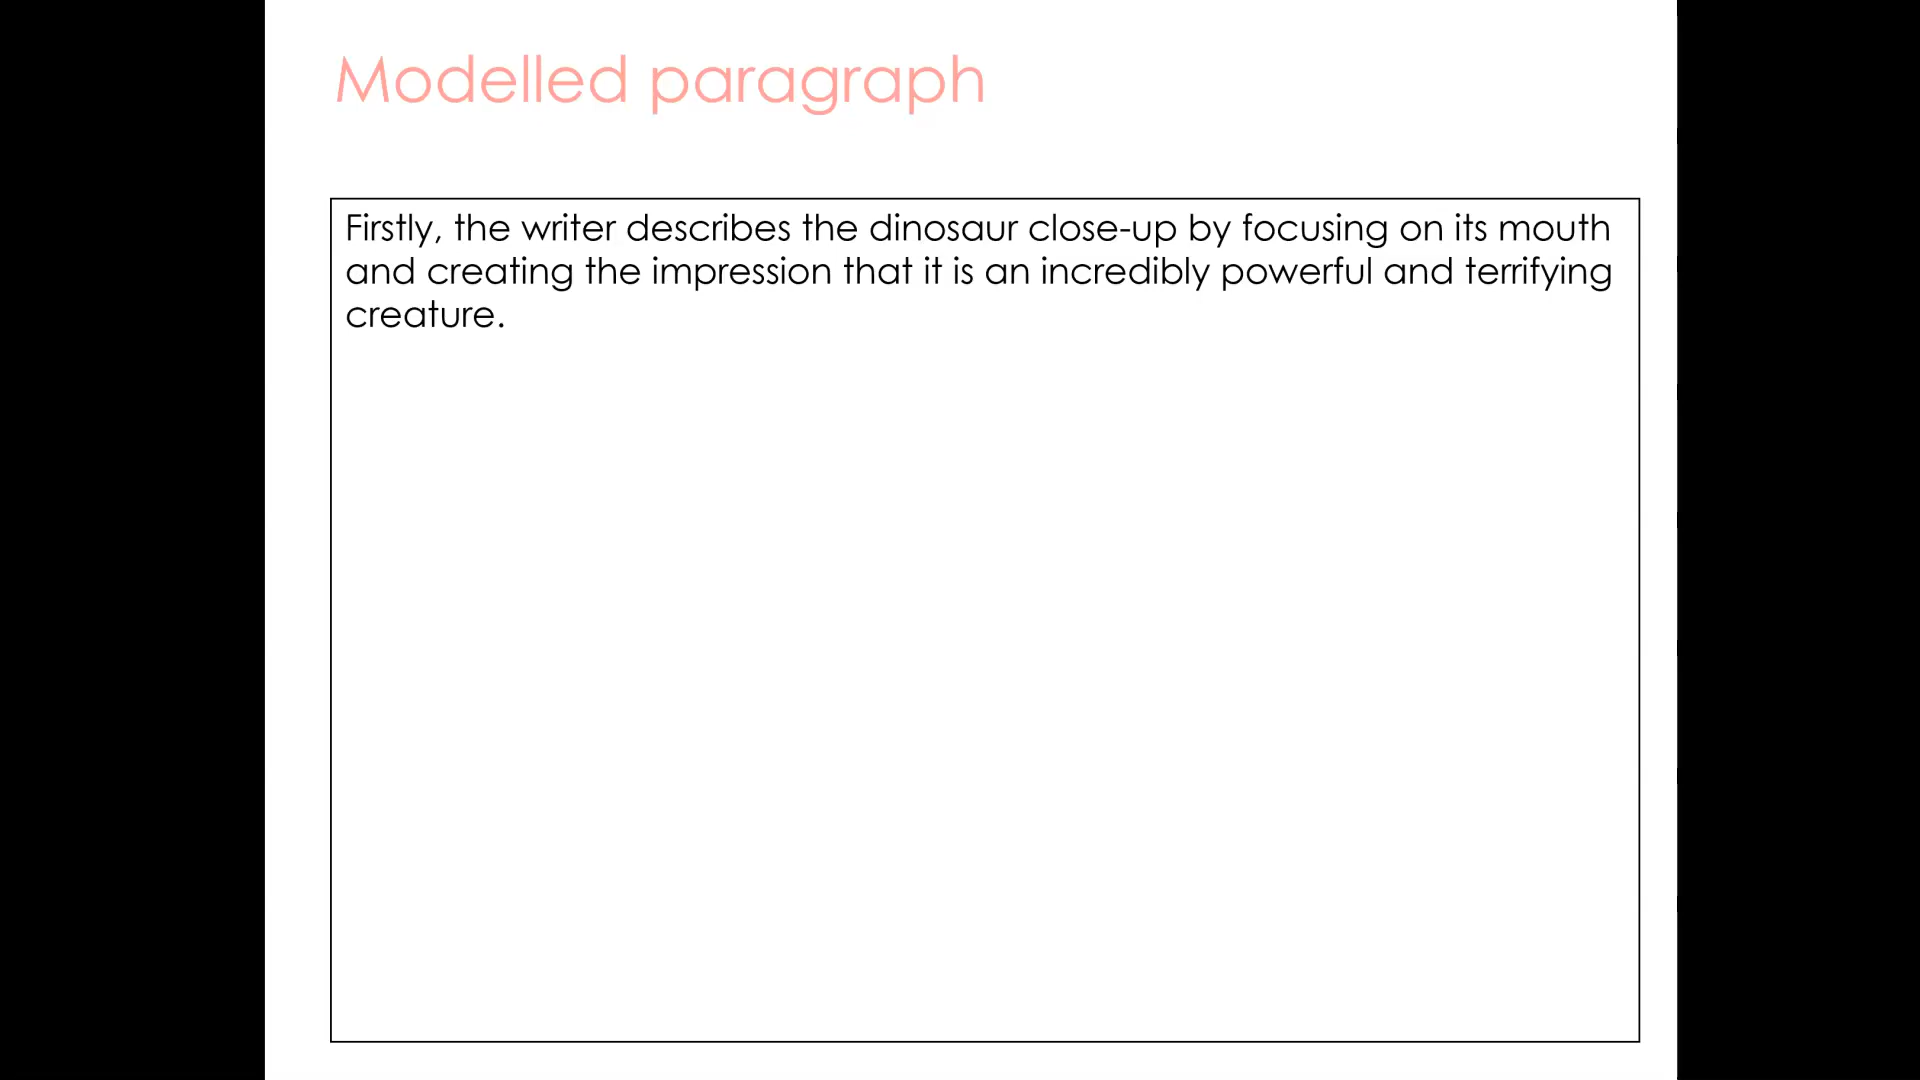 Modelled paragraph
Firstly, the writer describes the dinosaur close-up by focusing on its mouth
and creating the impression that it is an incredibly powerful and terrifying
creature.